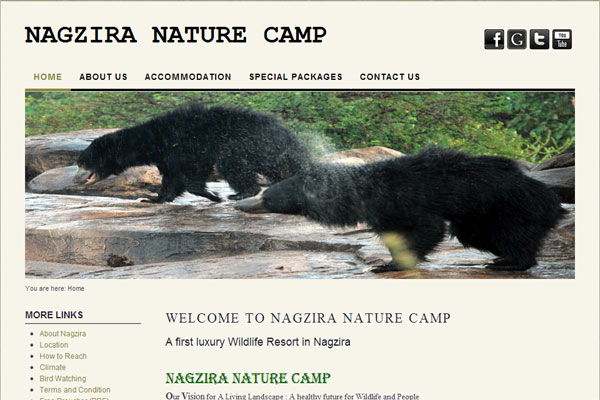 NAGZIRA NATURE CAMP
f G t You Tube
HOME ABOUT US ACCOMMODATION SPECIAL PACKAGES CONTACT US
You are here: Home
MORE LINKS
About Nagzira
Location
How to Reach
Climate
Bird Watching
Terms and Condition
WELCOME TO NAGZIRA NATURE CAMP
A first luxury Wildlife Resort in Nagzira
NAGZIRA NATURE CAMP
Our Vision for A Living Landscape : A healthy future for Wildlife and People